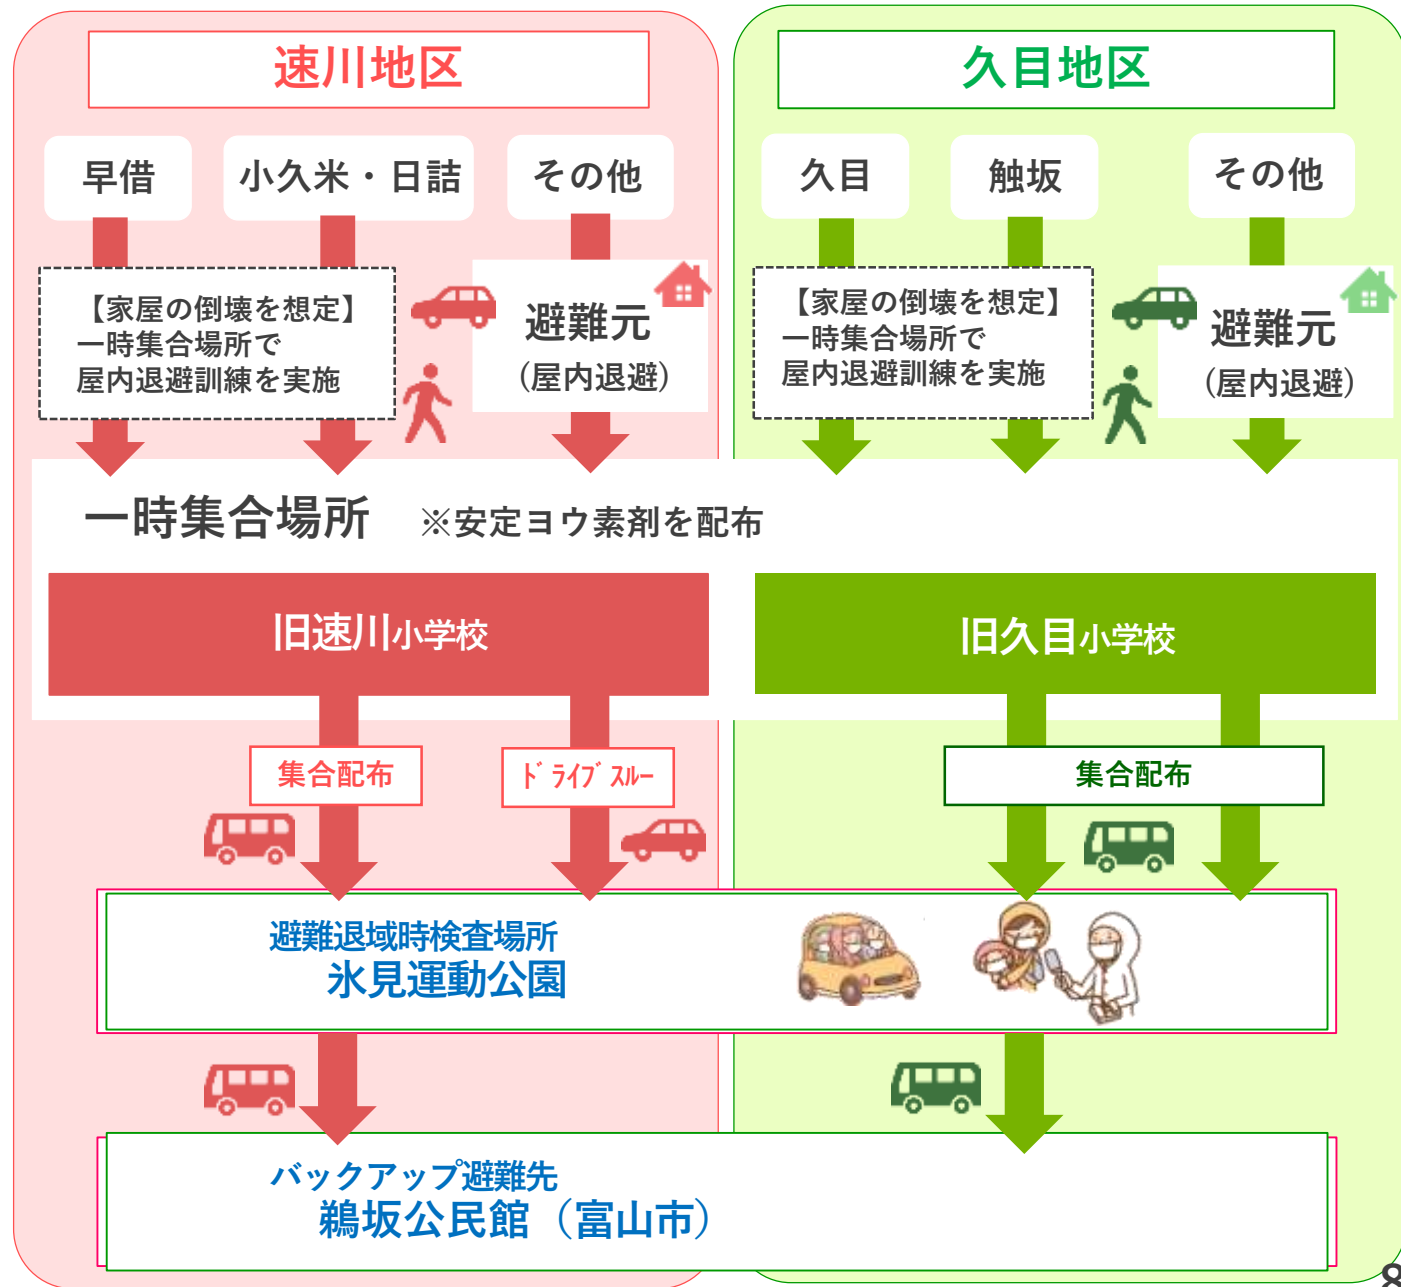 速川地区
久目地区
早借
小久米・日詰
その他
久目
触坂
その他
【家屋の倒壊を想定】
一時集合場所で
屋内退避訓練を実施
避難元
(屋内退避)
【家屋の倒壊を想定】
一時集合場所で
屋内退避訓練を実施
避難元
(屋内退避)
一時集合場所 ※安定ヨウ素剤を配布
旧速川小学校
旧久目小学校
集合配布
ﾄﾞﾗｲﾌﾞｽﾙｰ
集合配布
避難退域時検査場所
氷見運動公園
バックアップ避難先
鵜坂公民館（富山市）
8